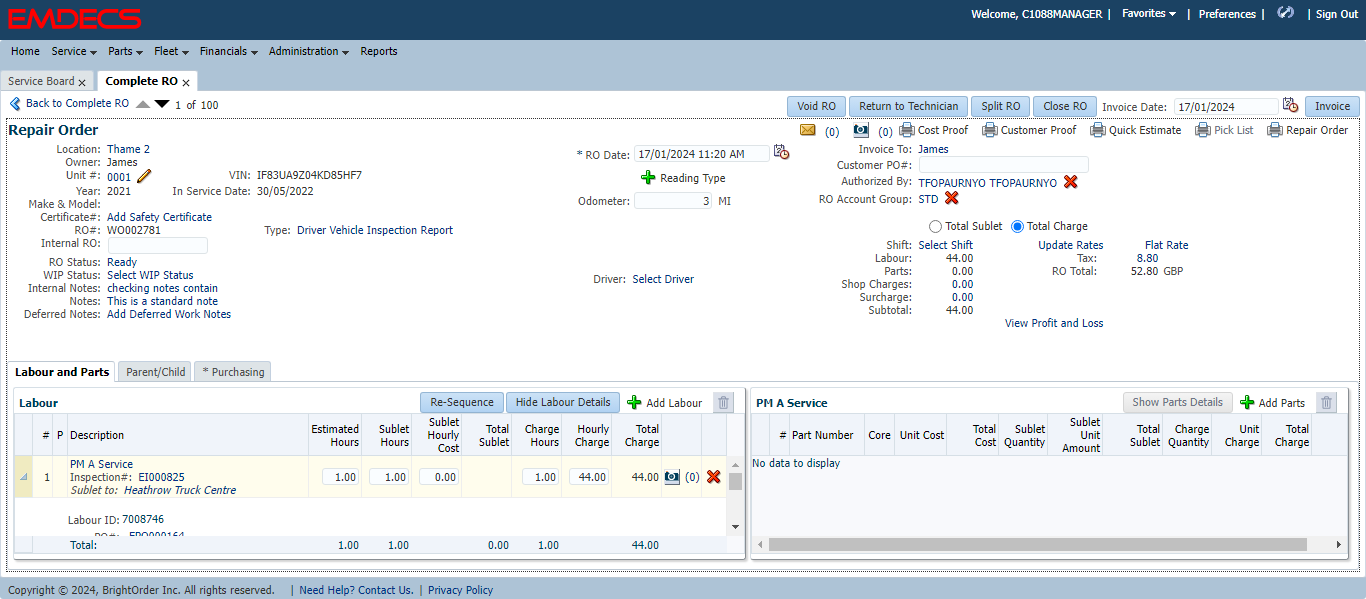 EMDECS
Welcome, C1088MANAGER | Favorites | Preferences | | Sign Out
Home Service Parts Fleet Financials Administration Reports
Service Board x Complete RO x
Back to Complete RO 1 of 100 Void RO Return to Technician Split RO Close RO Invoice Date: 17/01/2024 Invoice
Repair Order (0) (0) Cost Proof Customer Proof Quick Estimate Pick List Repair Order
Location: Thame 2 * RO Date: 17/01/2024 11:20 AM Invoice To: James
Owner: James Customer PO#:
Unit #: 0001 VIN: IF83UA9Z04KD85HF7 Reading Type Authorized By: TFOPAURNYO TFOPAURNYO
Year: 2021 In Service Date: 30/05/2022 Odometer: 3 MI RO Account Group: STD
Make & Model:
Certificate#: Add Safety Certificate
RO#: WO002781 Type: Driver Vehicle Inspection Report Total Sublet Total Charge
Internal RO: Shift: Select Shift Update Rates Flat Rate
RO Status: Ready Labour: 44.00 Tax: 8.80
WIP Status: Select WIP Status Driver: Select Driver Parts: 0.00 RO Total: 52.80 GBP
Internal Notes: checking notes contain Shop Charges: 0.00
Notes: This is a standard note Surcharge: 0.00
Deferred Notes: Add Deferred Work Notes Subtotal: 44.00
View Profit and Loss
Labour and Parts Parent/Child * Purchasing
Labour Re-Sequence Hide Labour Details Add Labour
# P Description Estimated Hours Sublet Hours Sublet Hourly Cost Total Sublet Charge Hours Hourly Charge Total Charge
1 PM A Service
Inspection#: EI000825 1.00 1.00 0.00 1.00 44.00 44.00 (0)
Sublet to: Heathrow Truck Centre
Labour ID: 7008746
PO#: EPO000164
Total: 1.00 1.00 0.00 1.00 44.00
PM A Service Show Parts Details Add Parts
# Part Number Core Unit Cost Total Cost Sublet Quantity Sublet Unit Amount Total Sublet Charge Quantity Unit Charge Total Charge
No data to display
Copyright © 2024, BrightOrder Inc. All rights reserved. | Need Help? Contact Us. | Privacy Policy